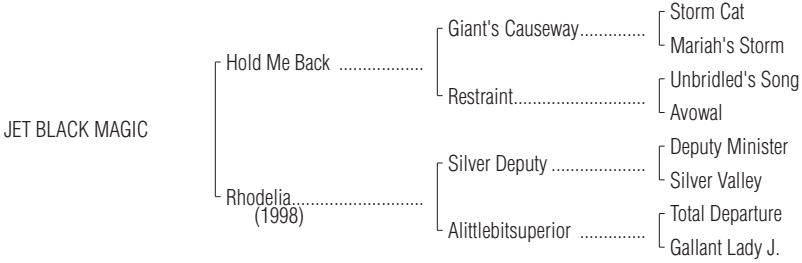 Storm Cat
Giant's Causeway..............
Mariah's Storm
Hold Me Back ..................
Unbridled's Song
Restraint............................
Avowal
JET BLACK MAGIC
Deputy Minister
Silver Deputy ....................
Silver Valley
Rhodelia............................
(1998)
Total Departure
Alittlebitsuperior ..............
Gallant Lady J.